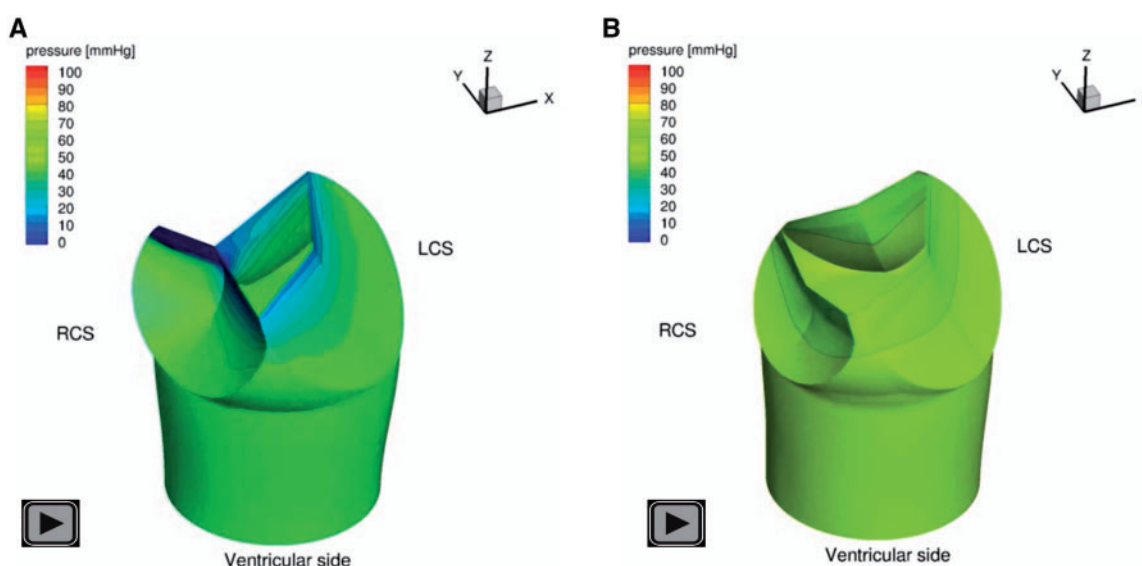 A
pressure [mmHg]
100
90
80
70
60
50
40
30
20
10
0
Z
Y
X
LCS
RCS
Ventricular side
B
pressure [mmHg]
100
90
80
70
60
50
40
30
20
10
0
Z
Y
LCS
RCS
Ventricular side